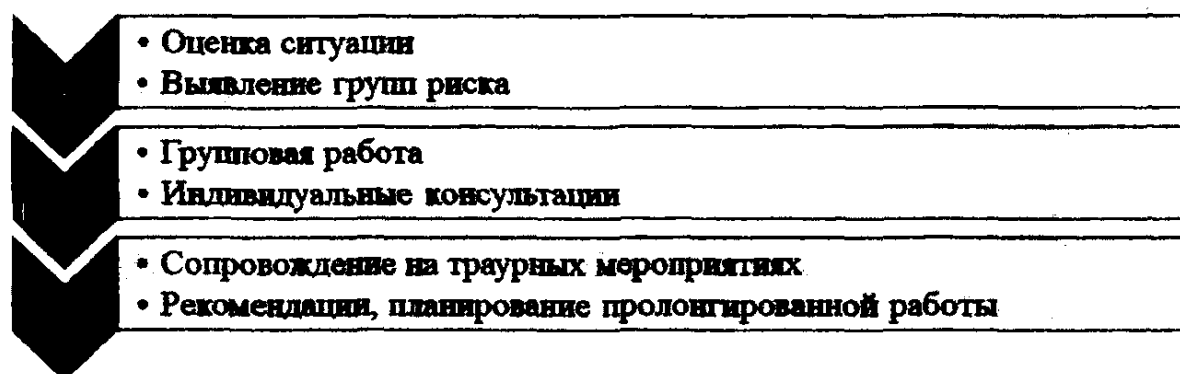 • Оценка ситуации
• Выявление групп риска
• Групповая работа
• Индивидуальные консультации
• Сопровождение на траурных мероприятиях
• Рекомендации, планирование пролонгированной работы